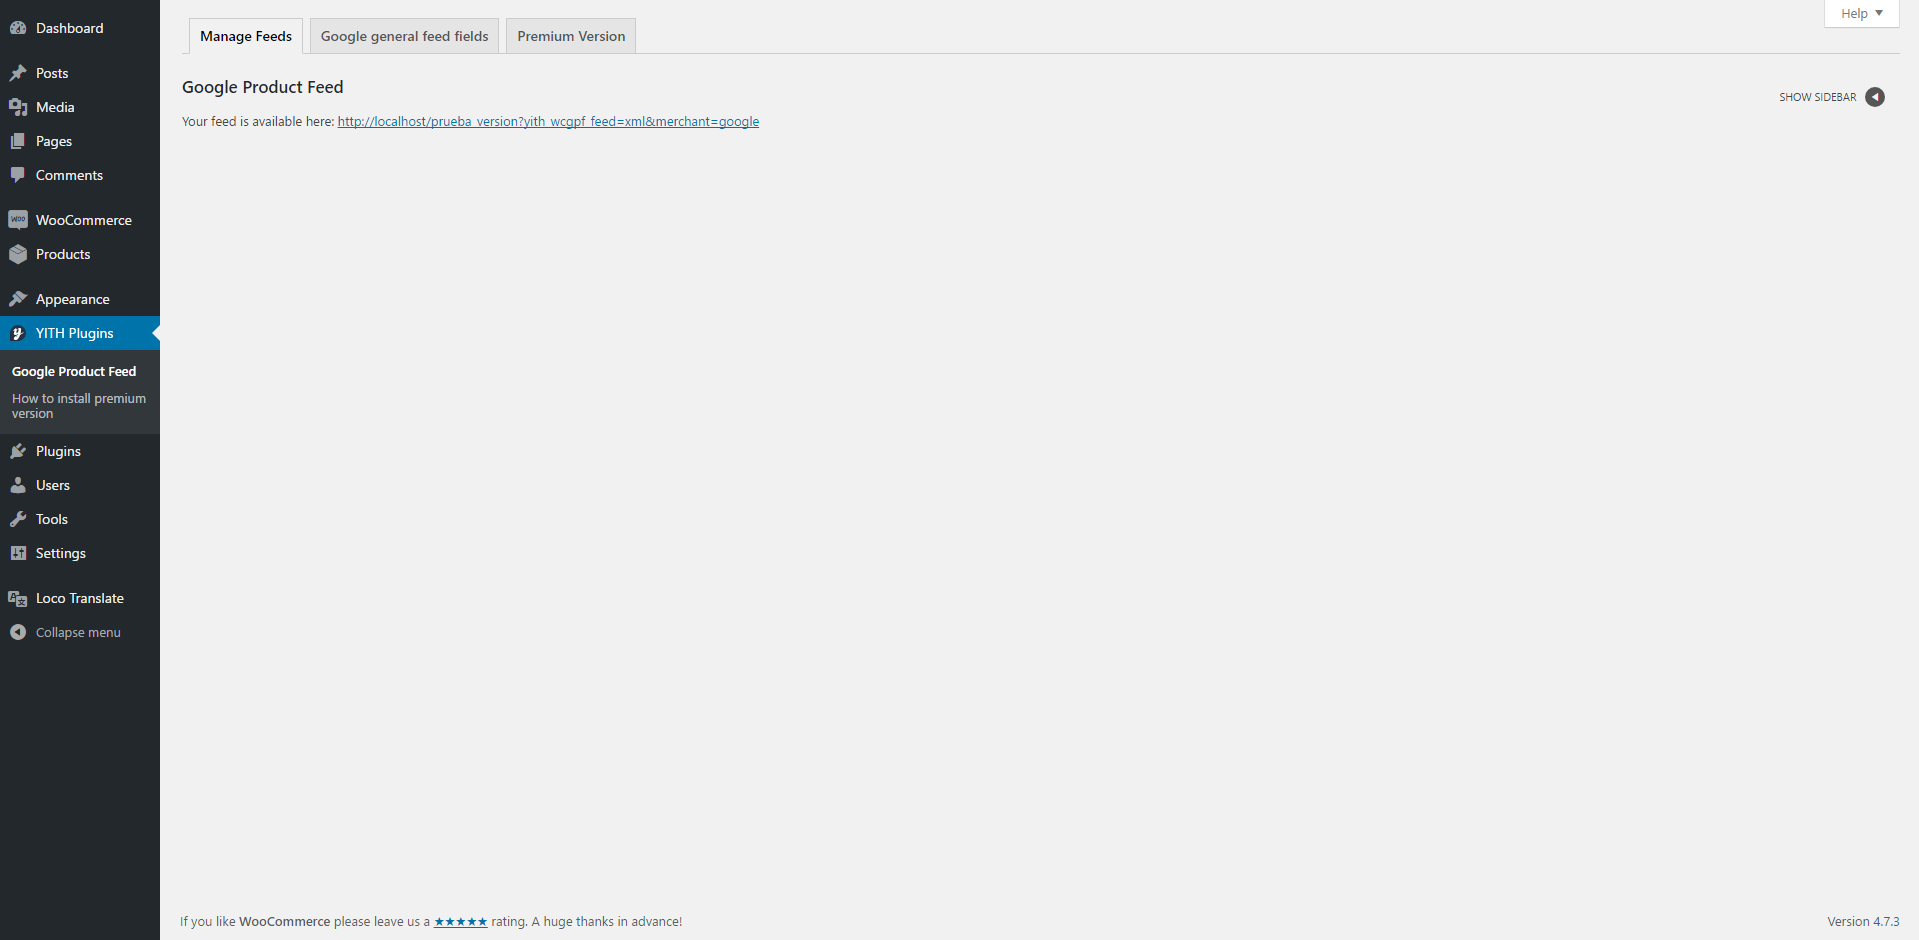 Dashboard
Posts
Media
Pages
Comments
WOO
WooCommerce
Products
Appearance
YITH Plugins
Google Product Feed
How to install premium
version
Plugins
Users
Tools
Settings
Loco Translate
Collapse menu
Manage Feeds
Google general feed fields
Premium Version
Help
Google Product Feed
SHOW SIDEBAR
Your feed is available here: http://localhost/prueba_version?yith_wcgpf_feed=xml&merchant=google
If you like WooCommerce please leave us a ★★★★★ rating. A huge thanks in advance!
Version 4.7.3